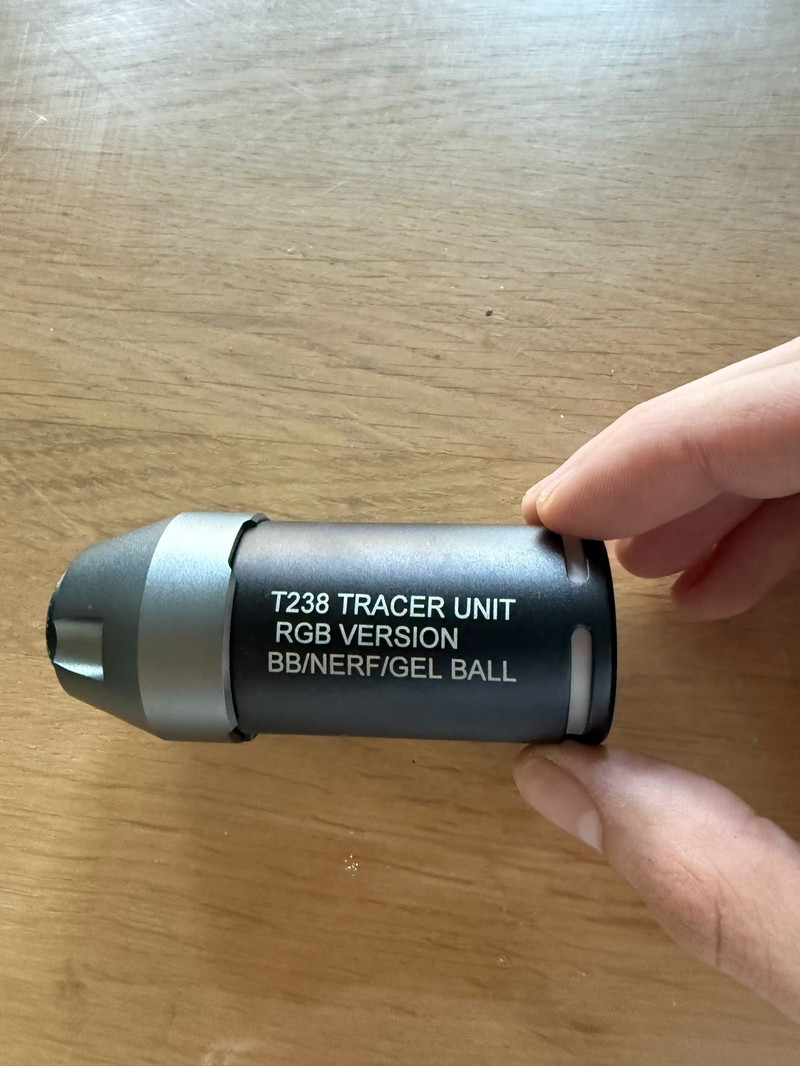 T238 TRACER UNIT
RGB VERSION
BB/NERF/GEL BALL